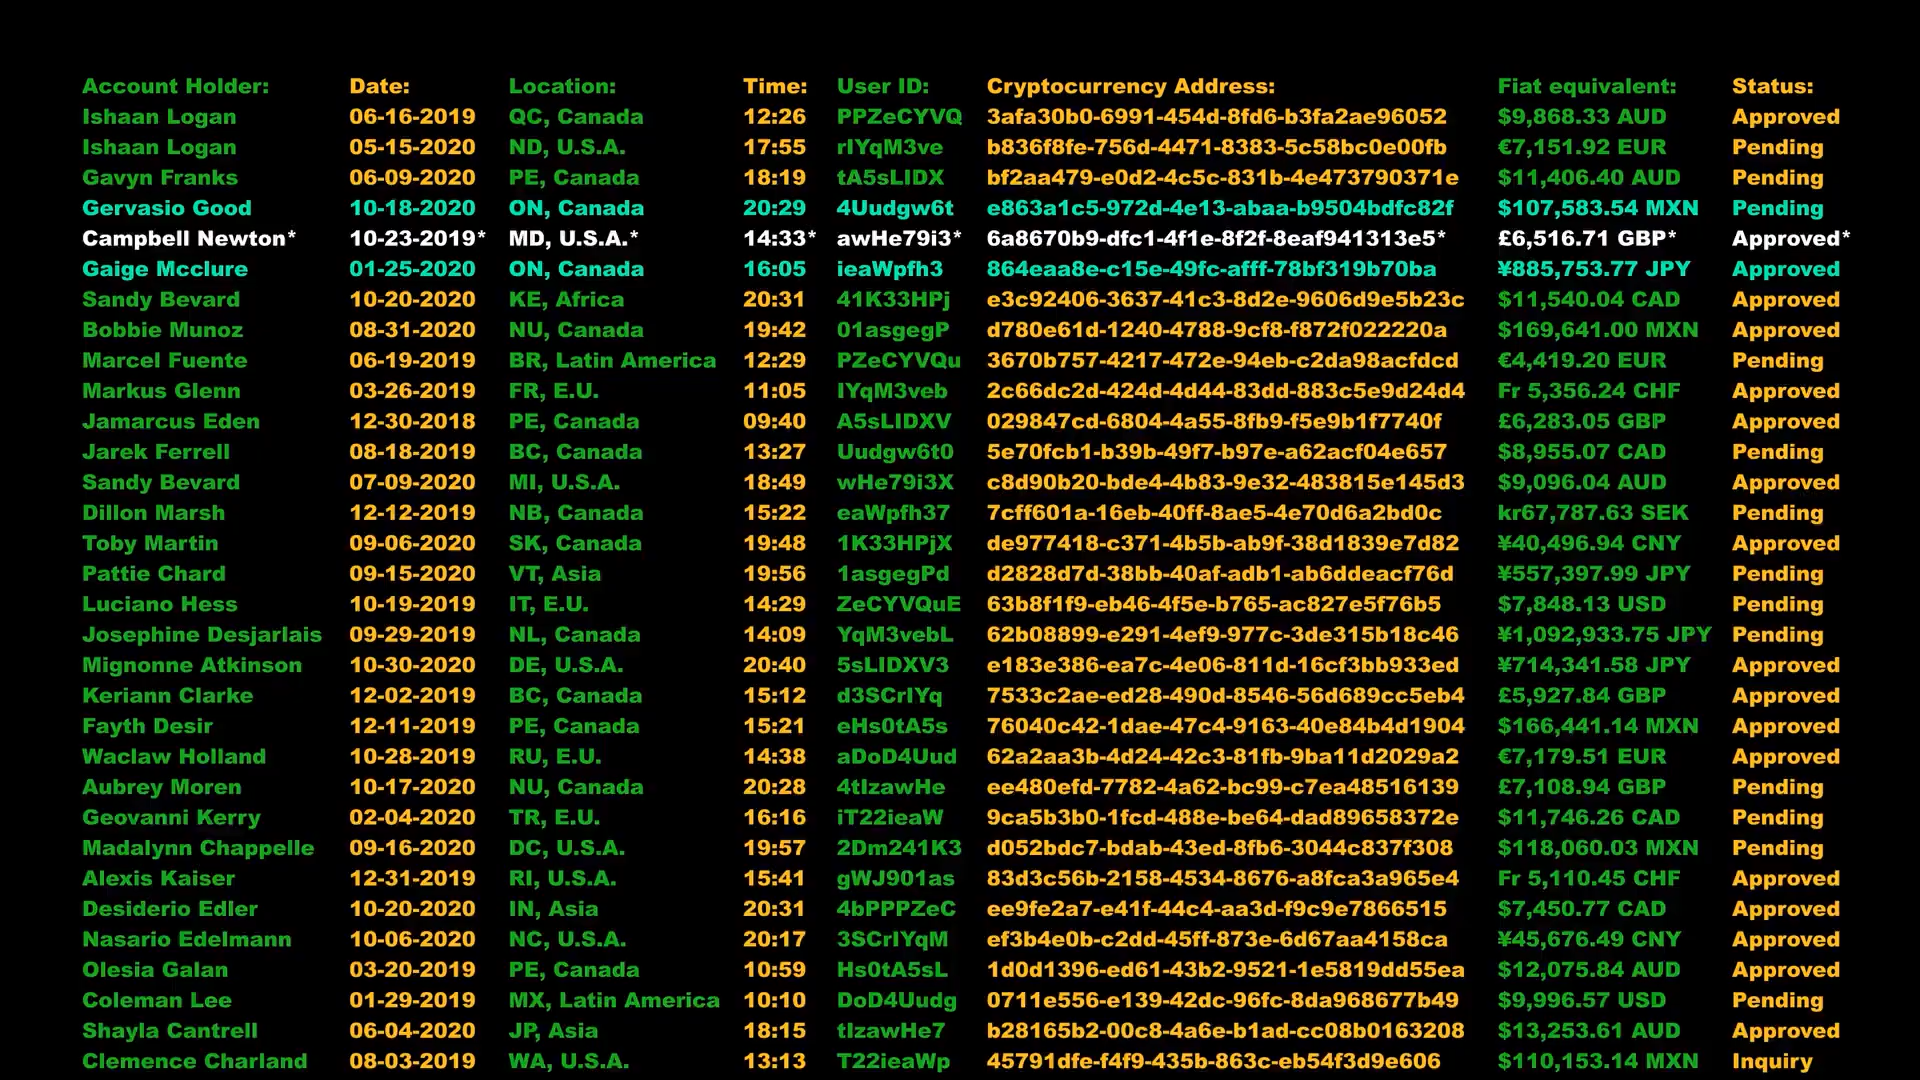 Account Holder: Date: Location: Time: User ID: Cryptocurrency Address: Fiat equivalent: Status:
Ishaan Logan 06-16-2019 QC, Canada 12:26 PPZeCYVQ 3afa30b0-6991-454d-8fd6-b3fa2ae96052 $9,868.33 AUD Approved
Ishaan Logan 05-15-2020 ND, U.S.A. 17:55 rIYqM3ve b836f8fe-756d-4471-8383-5c58bc0e00fb €7,151.92 EUR Pending
Gavyn Franks 06-09-2020 PE, Canada 18:19 tA5sLIDX bf2aa479-e0d2-4c5c-831b-4e473790371e $11,406.40 AUD Pending
Gervasio Good 10-18-2020 ON, Canada 20:29 4Uudgw6t e863a1c5-972d-4e13-abaa-b9504bdfc82f $107,583.54 MXN Pending
Campbell Newton* 10-23-2019* MD, U.S.A.* 14:33* awHe79i3* 6a8670b9-dfc1-4f1e-8f2f-8eaf941313e5* £6,516.71 GBP* Approved*
Gaige Mcclure 01-25-2020 ON, Canada 16:05 ieaWpfh3 864eaa8e-c15e-49fc-afff-78bf319b70ba ¥885,753.77 JPY Approved
Sandy Bevard 10-20-2020 KE, Africa 20:31 41K33HPj e3c92406-3637-41c3-8d2e-9606d9e5b23c $11,540.04 CAD Approved
Bobbie Munoz 08-31-2020 NU, Canada 19:42 01asgegP d780e61d-1240-4788-9cf8-f872f022220a $169,641.00 MXN Approved
Marcel Fuente 06-19-2019 BR, Latin America 12:29 PZeCYVQu 3670b757-4217-472e-94eb-c2da98acfdcd €4,419.20 EUR Pending
Markus Glenn 03-26-2019 FR, E.U. 11:05 IYqM3veb 2c66dc2d-424d-4d44-83dd-883c5e9d24d4 Fr 5,356.24 CHF Approved
Jamarcus Eden 12-30-2018 PE, Canada 09:40 A5sLIDXV 029847cd-6804-4a55-8fb9-f5e9b1f7740f £6,283.05 GBP Approved
Jarek Ferrell 08-18-2019 BC, Canada 13:27 Uudgw6t0 5e70fcb1-b39b-49f7-b97e-a62acf04e657 $8,955.07 CAD Pending
Sandy Bevard 07-09-2020 MI, U.S.A. 18:49 wHe79i3X c8d90b20-bde4-4b83-9e32-483815e145d3 $9,096.04 AUD Approved
Dillon Marsh 12-12-2019 NB, Canada 15:22 eaWpfh37 7cff601a-16eb-40ff-8ae5-4e70d6a2bd0c kr67,787.63 SEK Pending
Toby Martin 09-06-2020 SK, Canada 19:48 1K33HPjX de977418-c371-4b5b-ab9f-38d1839e7d82 ¥40,496.94 CNY Approved
Pattie Chard 09-15-2020 VT, Asia 19:56 1asgegPd d2828d7d-38bb-40af-adb1-ab6ddeacf76d ¥557,397.99 JPY Pending
Luciano Hess 10-19-2019 IT, E.U. 14:29 ZeCYVQuE 63b8f1f9-eb46-4f5e-b765-ac827e5f76b5 $7,848.13 USD Pending
Josephine Desjarlais 09-29-2019 NL, Canada 14:09 YqM3vebL 62b08899-e291-4ef9-977c-3de315b18c46 ¥1,092,933.75 JPY Pending
Mignonne Atkinson 10-30-2020 DE, U.S.A. 20:40 5sLIDXV3 e183e386-ea7c-4e06-811d-16cf3bb933ed ¥714,341.58 JPY Approved
Keriann Clarke 12-02-2019 BC, Canada 15:12 d3SCrIYq 7533c2ae-ed28-490d-8546-56d689cc5eb4 £5,927.84 GBP Approved
Fayth Desir 12-11-2019 PE, Canada 15:21 eHs0tA5s 76040c42-1dae-47c4-9163-40e84b4d1904 $166,441.14 MXN Approved
Waclaw Holland 10-28-2019 RU, E.U. 14:38 aDoD4Uud 62a2aa3b-4d24-42c3-81fb-9ba11d2029a2 €7,179.51 EUR Approved
Aubrey Moren 10-17-2020 NU, Canada 20:28 4tIzawHe ee480efd-7782-4a62-bc99-c7ea48516139 £7,108.94 GBP Pending
Geovanni Kerry 02-04-2020 TR, E.U. 16:16 iT22ieaW 9ca5b3b0-1fcd-488e-be64-dad89658372e $11,746.26 CAD Pending
Madalynn Chappelle 09-16-2020 DC, U.S.A. 19:57 2Dm241K3 d052bdc7-bdab-43ed-8fb6-3044c837f308 $118,060.03 MXN Pending
Alexis Kaiser 12-31-2019 RI, U.S.A. 15:41 gWJ901as 83d3c56b-2158-4534-8676-a8fca3a965e4 Fr 5,110.45 CHF Approved
Desiderio Edler 10-20-2020 IN, Asia 20:31 4bPPPZeC ee9fe2a7-e41f-44c4-aa3d-f9c9e7866515 $7,450.77 CAD Approved
Nasario Edelmann 10-06-2020 NC, U.S.A. 20:17 3SCrIYqM ef3b4e0b-c2dd-45ff-873e-6d67aa4158ca ¥45,676.49 CNY Approved
Olesia Galan 03-20-2019 PE, Canada 10:59 Hs0tA5sL 1d0d1396-ed61-43b2-9521-1e5819dd55ea $12,075.84 AUD Approved
Coleman Lee 01-29-2019 MX, Latin America 10:10 DoD4Uudg 0711e556-e139-42dc-96fc-8da968677b49 $9,996.57 USD Pending
Shayla Cantrell 06-04-2020 JP, Asia 18:15 tIzawHe7 b28165b2-00c8-4a6e-b1ad-cc08b0163208 $13,253.61 AUD Approved
Clemence Charland 08-03-2019 WA, U.S.A. 13:13 T22ieaWp 45791dfe-f4f9-435b-863c-eb54f3d9e606 $110,153.14 MXN Inquiry